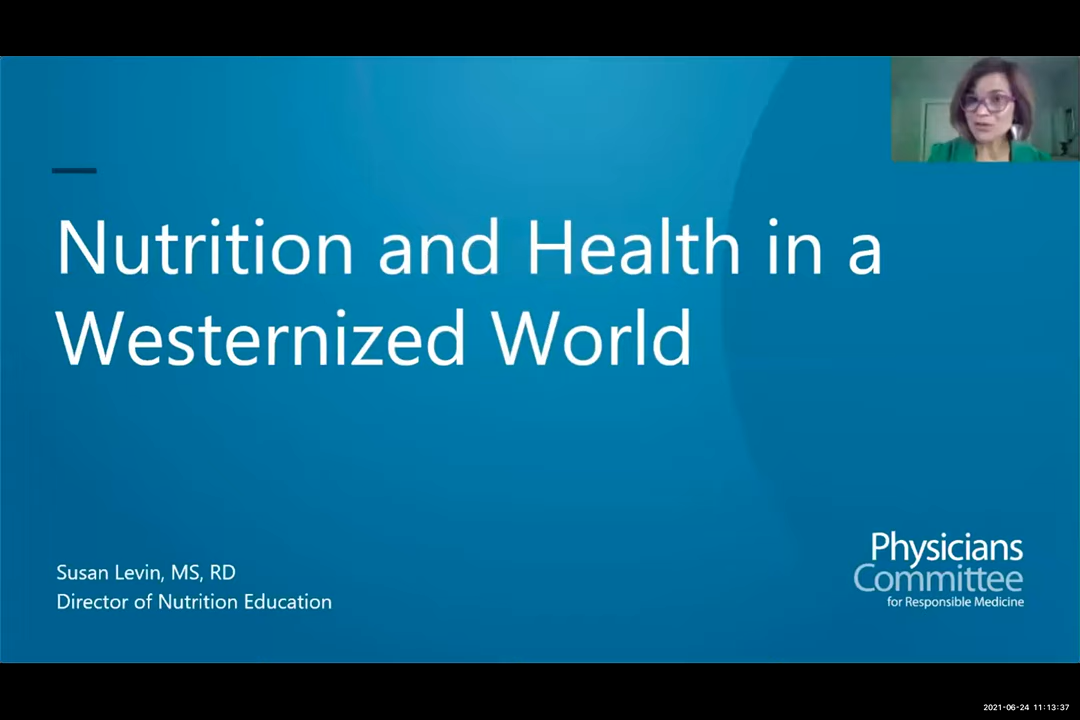 Nutrition and Health in a
Westernized World
Susan Levin, MS, RD
Director of Nutrition Education
Physicians
Committee
for Responsible Medicine
2021-06-24 11:13:37